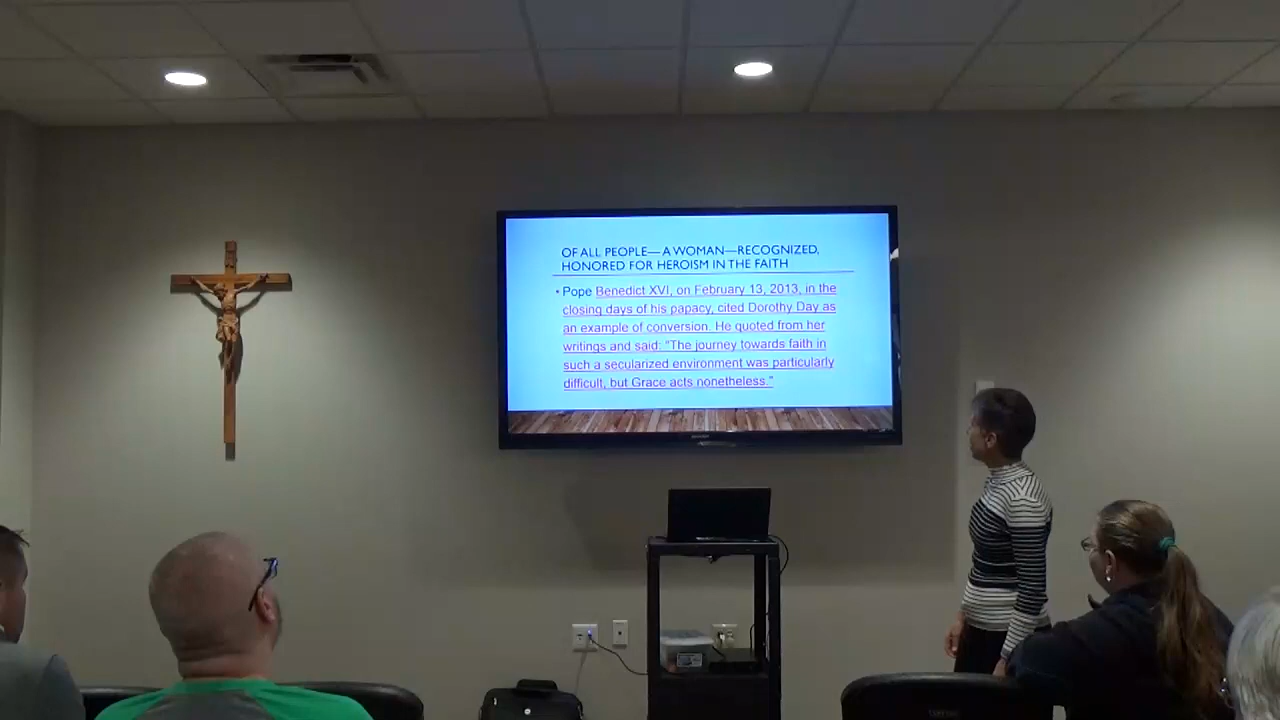 OF ALL PEOPLE—A WOMAN—RECOGNIZED,
HONORED FOR HEROISM IN THE FAITH
• Pope Benedict XVI, on February 13, 2013, in the
closing days of his papacy, cited Dorothy Day as
an example of conversion. He quoted from her
writings and said: “The journey towards faith in
such a secularized environment was particularly
difficult, but Grace acts nonetheless.”